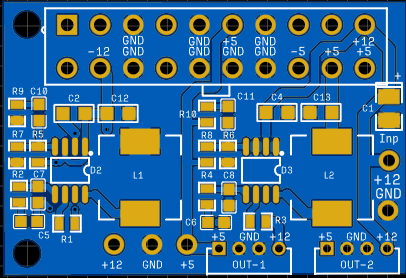 GND GND GND
-12 GND GND +5 GND -5 +5 +12
+5
+
R9 C10 C2 C12 C11 C4 C13 C1
R10
R7 R5 R8 R6 Inp
D2 L1 D3 L2
R2 C7 R4 C8 +12
GND
C5 R1 C6 R3
+12 GND +5 +5 GND +12 +5 GND +12
OUT-1 OUT-2